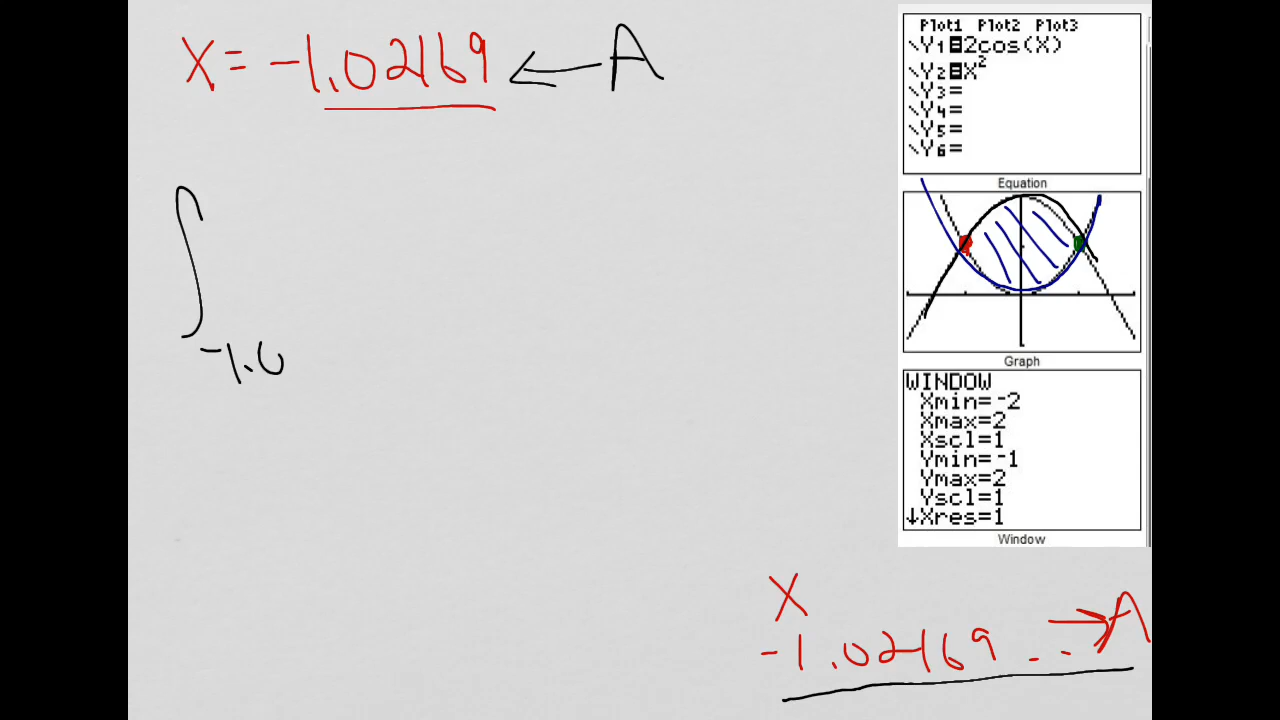 X = -1.02169 ← A
∫
-1.0
Plot1 Plot2 Plot3
\Y1=2cos(X)
\Y2=X²
\Y3=
\Y4=
\Y5=
\Y6=
Equation
Graph
WINDOW
Xmin=-2
Xmax=2
Xscl=1
Ymin=-1
Ymax=2
Yscl=1
↓Xres=1
Window
X
-1.02169... → A